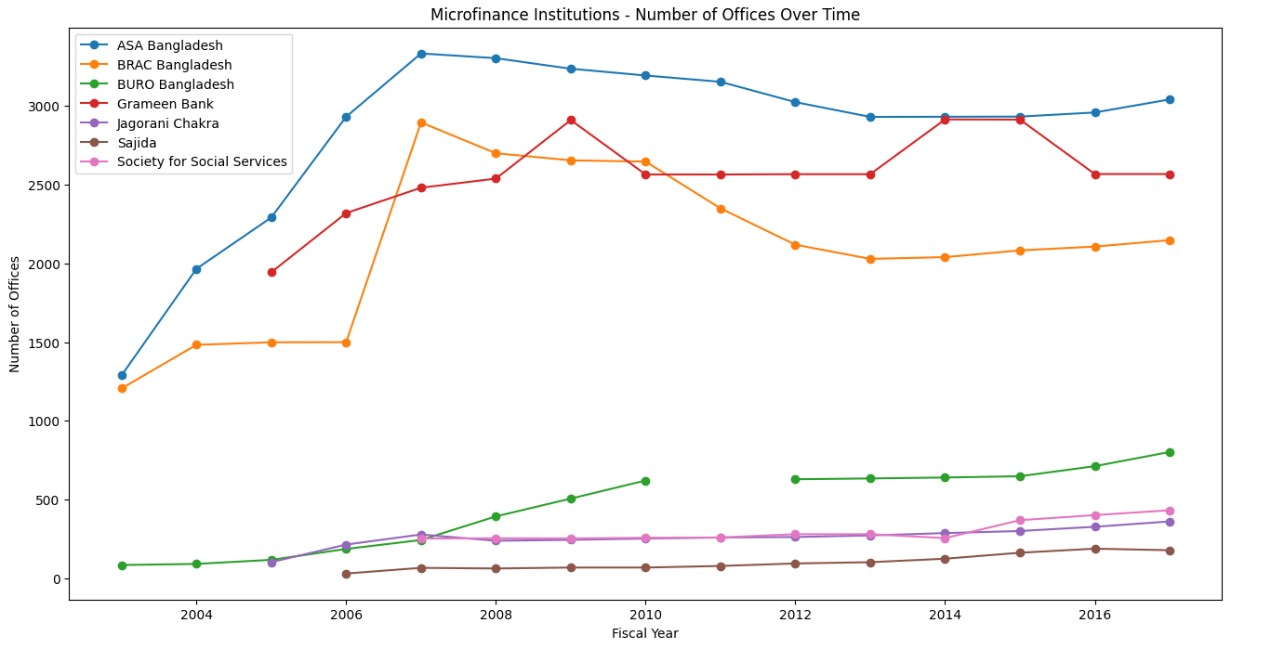 Microfinance Institutions - Number of Offices Over Time
ASA Bangladesh
BRAC Bangladesh
BURO Bangladesh
Grameen Bank
Jagorani Chakra
Sajida
Society for Social Services
Number of Offices
3000
2500
2000
1500
1000
500
0
2004 2006 2008 2010 2012 2014 2016
Fiscal Year